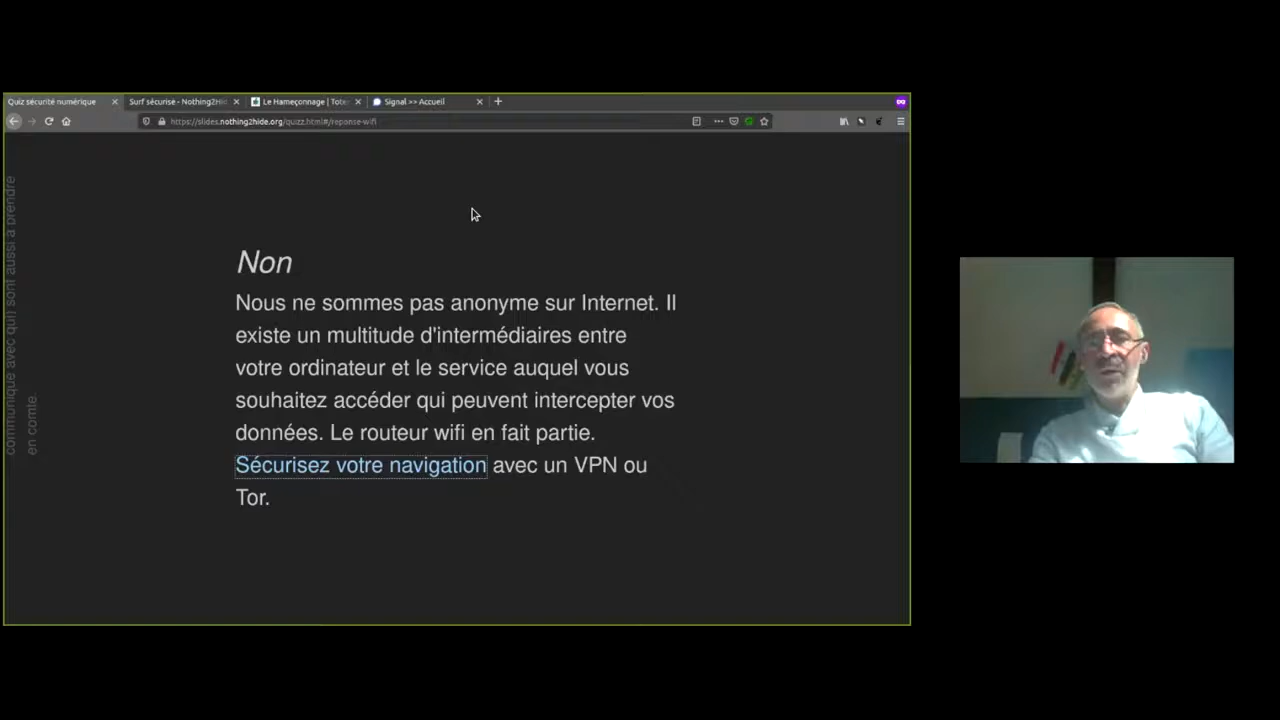 Quiz sécurité numérique
Surf sécurisé - Nothing2Hi
Le Hameçonnage | Tote
Signal >> Accueil
https://slides.nothing2hide.org/quizz.html#/reponse-wifi
communique avec qui) sont aussi a prendre
en comte.
Non
Nous ne sommes pas anonyme sur Internet. Il
existe un multitude d'intermédiaires entre
votre ordinateur et le service auquel vous
souhaitez accéder qui peuvent intercepter vos
données. Le routeur wifi en fait partie.
Sécurisez votre navigation avec un VPN ou
Tor.